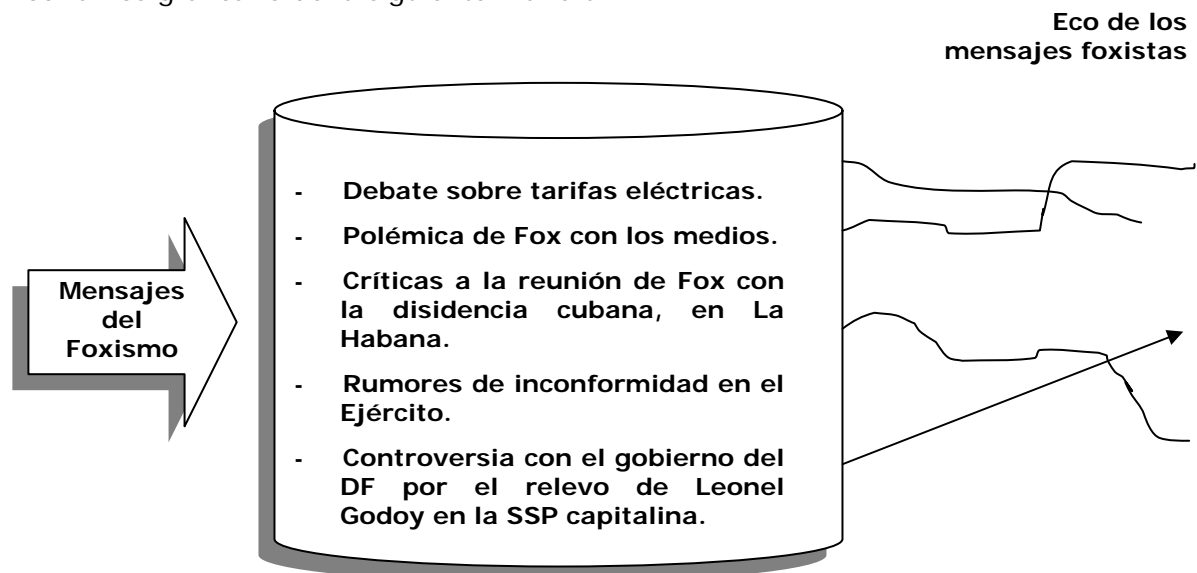 Eco de los
mensajes foxistas
Mensajes
del
Foxismo
- Debate sobre tarifas eléctricas.
- Polémica de Fox con los medios.
- Críticas a la reunión de Fox con
la disidencia cubana, en La
Habana.
- Rumores de inconformidad en el
Ejército.
- Controversia con el gobierno del
DF por el relevo de Leonel
Godoy en la SSP capitalina.